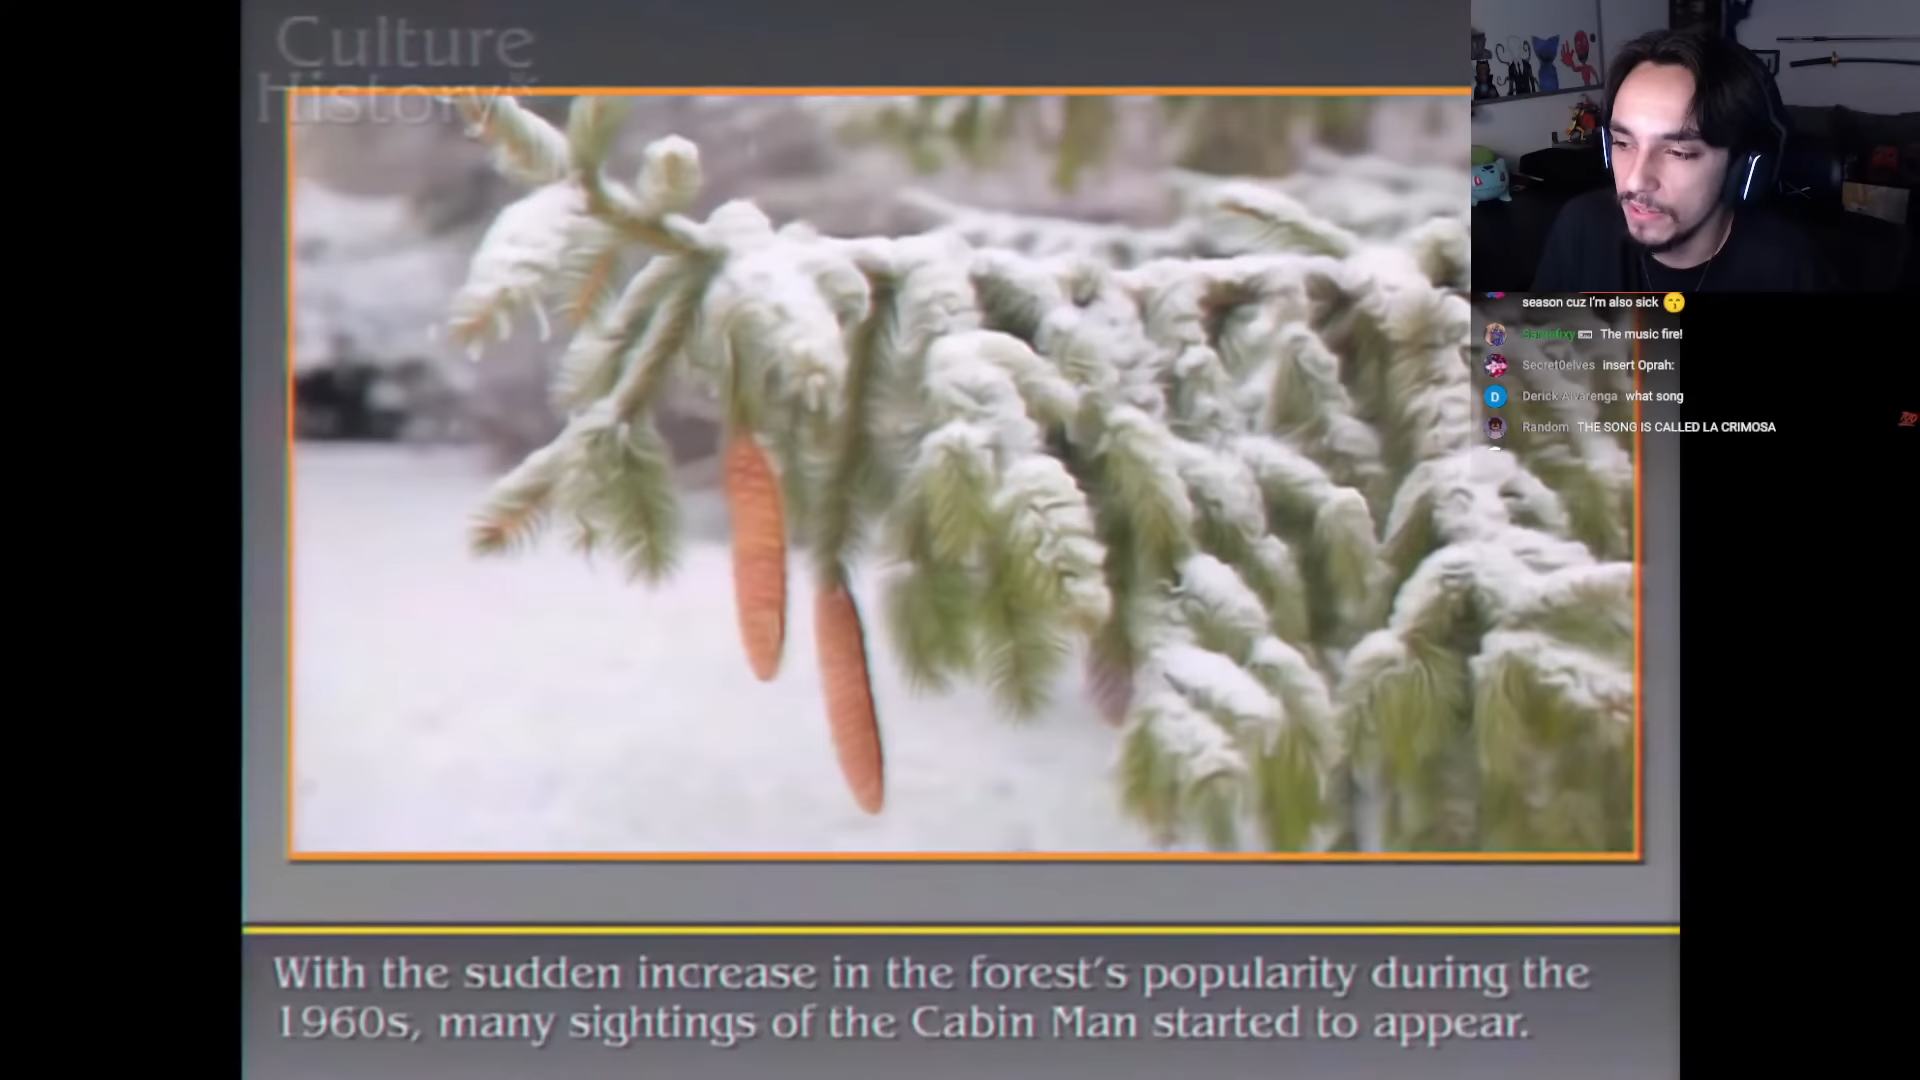 Culture
History
season cuz I'm also sick
The music fire!
Secret0elves insert Oprah:
D Derick Alvarenga what song
Random THE SONG IS CALLED LA CRIMOSA
With the sudden increase in the forest's popularity during the
1960s, many sightings of the Cabin Man started to appear.